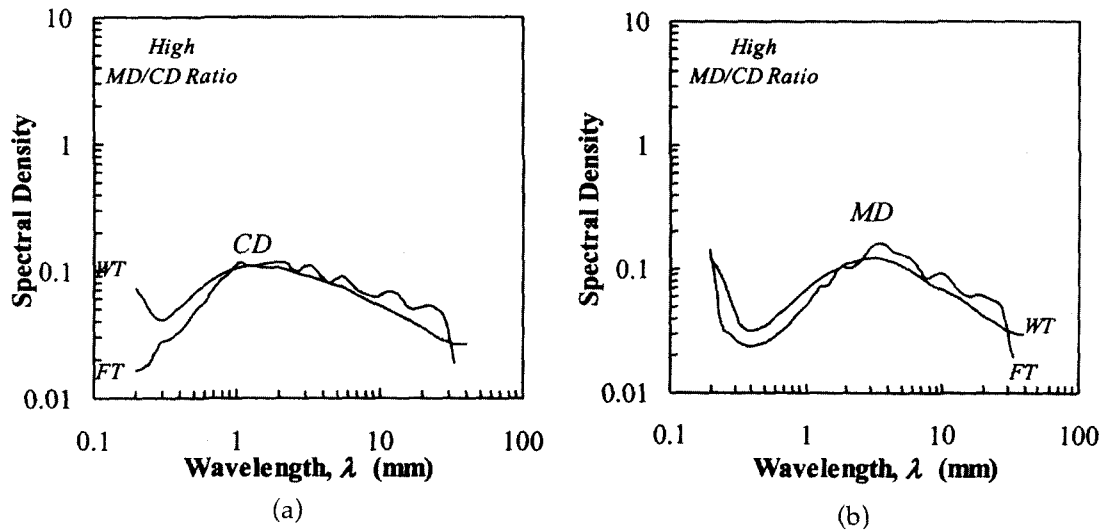 High
MD/CD Ratio
Spectral Density
10
1
0.1
0.01
CD
WT
FT
0.1
1
10
100
Wavelength, λ (mm)
(a)
High
MD/CD Ratio
Spectral Density
10
1
0.1
0.01
MD
WT
FT
0.1
1
10
100
Wavelength, λ (mm)
(b)